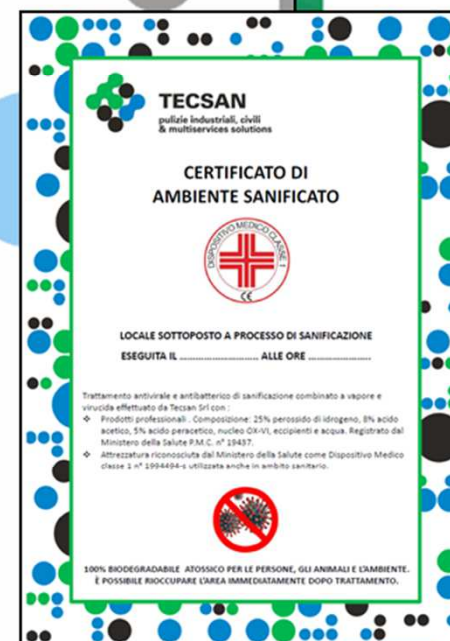 TECSAN
pulizie industriali, civili
& multiservices solutions
CERTIFICATO DI
AMBIENTE SANIFICATO
DISPOSITIVO MEDICO CLASSE 1
CE
LOCALE SOTTOPOSTO A PROCESSO DI SANIFICAZIONE
ESEGUITA IL ............................ ALLE ORE ......................
Trattamento antivirale e antibatterico di sanificazione combinato a vapore e
virucida effettuato da Tecsan Srl con :
❖ Prodotti professionali . Composizione: 25% perossido di idrogeno, 8% acido
acetico, 5% acido peracetico, nucleo OX-VI, eccipienti e acqua. Registrato dal
Ministero della Salute P.M.C. n° 19437.
❖ Attrezzatura riconosciuta dal Ministero della Salute come Dispositivo Medico
classe 1 n° 1994494-s utilizzata anche in ambito sanitario.
100% BIODEGRADABILE ATOSSICO PER LE PERSONE, GLI ANIMALI E L'AMBIENTE.
È POSSIBILE RIOCCUPARE L'AREA IMMEDIATAMENTE DOPO TRATTAMENTO.